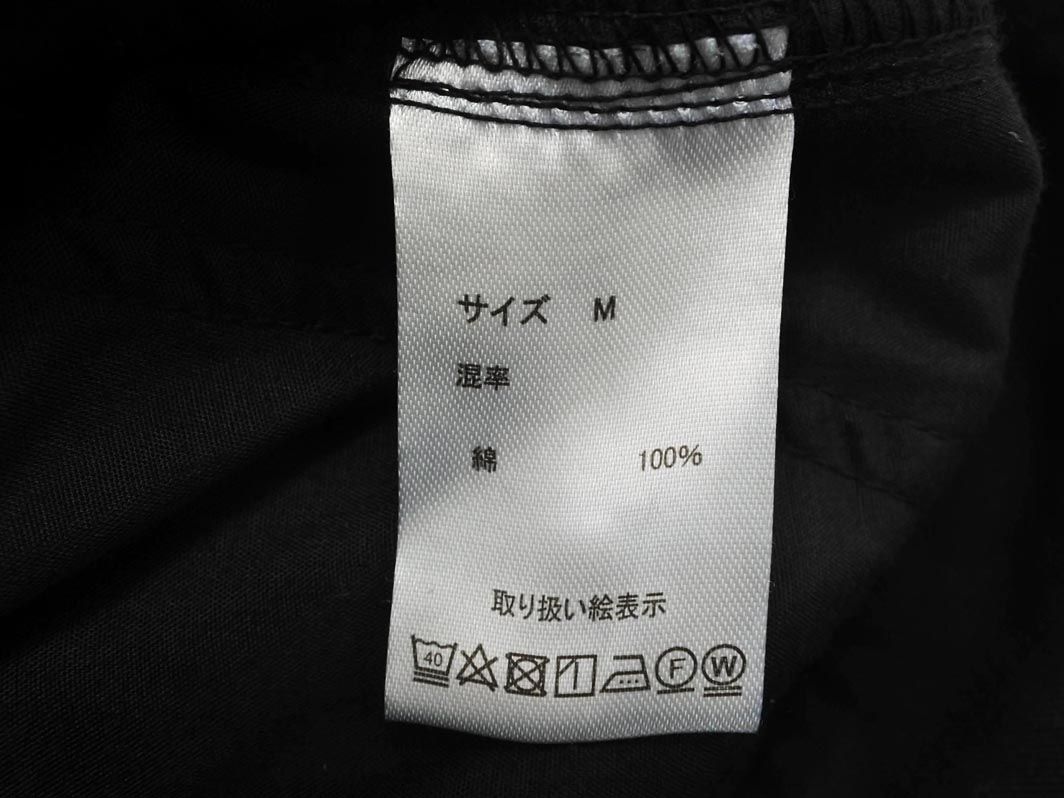 サイズ M
混率
綿 100%
取り扱い絵表示
40 F W